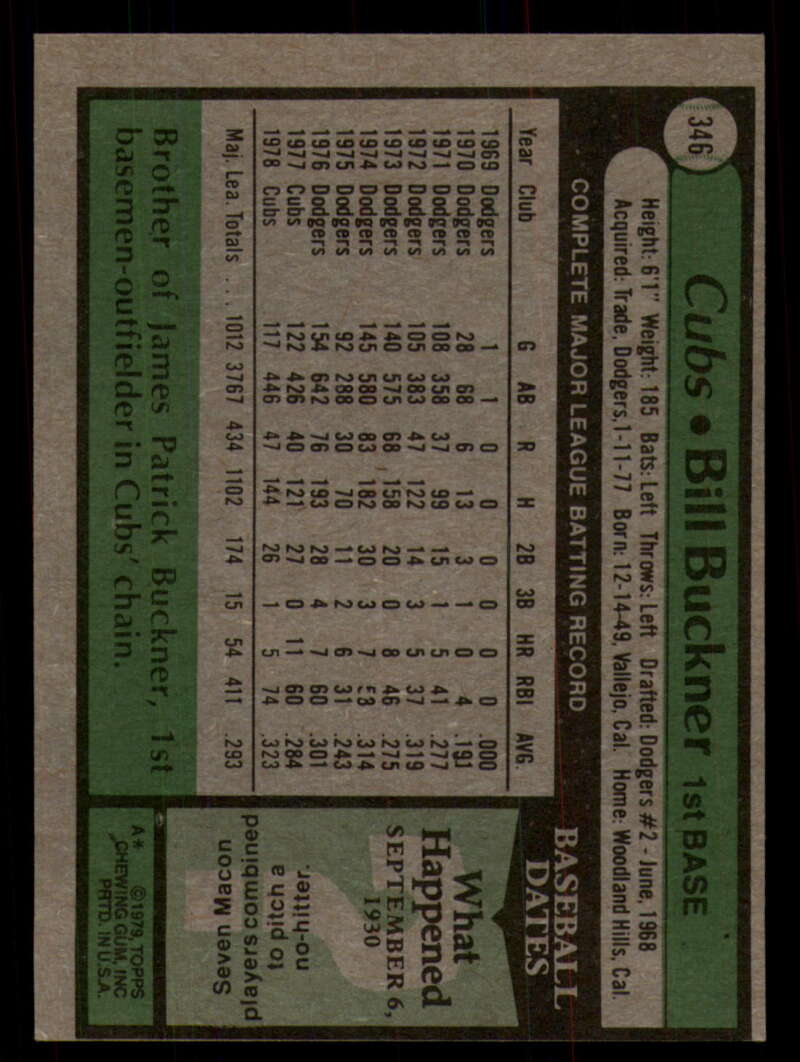 346
Cubs • Bill Buckner 1st BASE
Height: 6'1" Weight: 185 Bats: Left Throws: Left Drafted: Dodgers #2 - June, 1968
Acquired: Trade, Dodgers, 1-11-77 Born: 12-14-49, Vallejo, Cal. Home: Woodland Hills, Cal.
COMPLETE MAJOR LEAGUE BATTING RECORD
Year Club G AB R H 2B 3B HR RBI AVG.
1969 Dodgers 1 1 0 0 0 0 0 0 .000
1970 Dodgers 28 68 6 13 3 1 0 4 .191
1971 Dodgers 108 358 37 99 15 1 5 41 .277
1972 Dodgers 105 383 47 122 14 3 5 37 .319
1973 Dodgers 140 575 68 158 20 0 8 46 .275
1974 Dodgers 145 580 83 182 30 3 7 58 .314
1975 Dodgers 92 288 30 70 11 2 6 31 .243
1976 Dodgers 154 642 76 193 28 4 7 60 .301
1977 Cubs 122 426 40 121 27 0 11 60 .284
1978 Cubs 117 446 47 144 26 1 5 74 .323
Maj. Lea. Totals . . . 1012 3767 434 1102 174 15 54 411 .293
Brother of James Patrick Buckner, 1st
basemen-outfielder in Cubs' chain.
BASEBALL
DATES
What
Happened
SEPTEMBER 6,
1930
Seven Macon
players combined
to pitch a
no-hitter.
A* ©1979, TOPPS
CHEWING GUM, INC
PRTD. IN U.S.A.